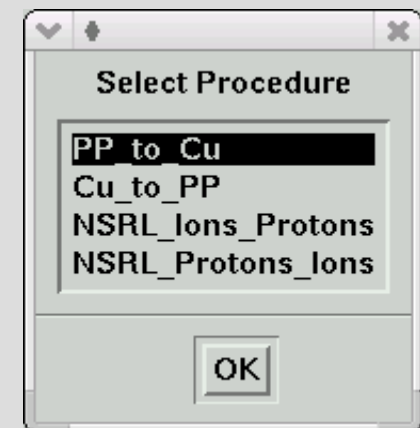 Select Procedure
PP_to_Cu
Cu_to_PP
NSRL_Ions_Protons
NSRL_Protons_Ions
OK